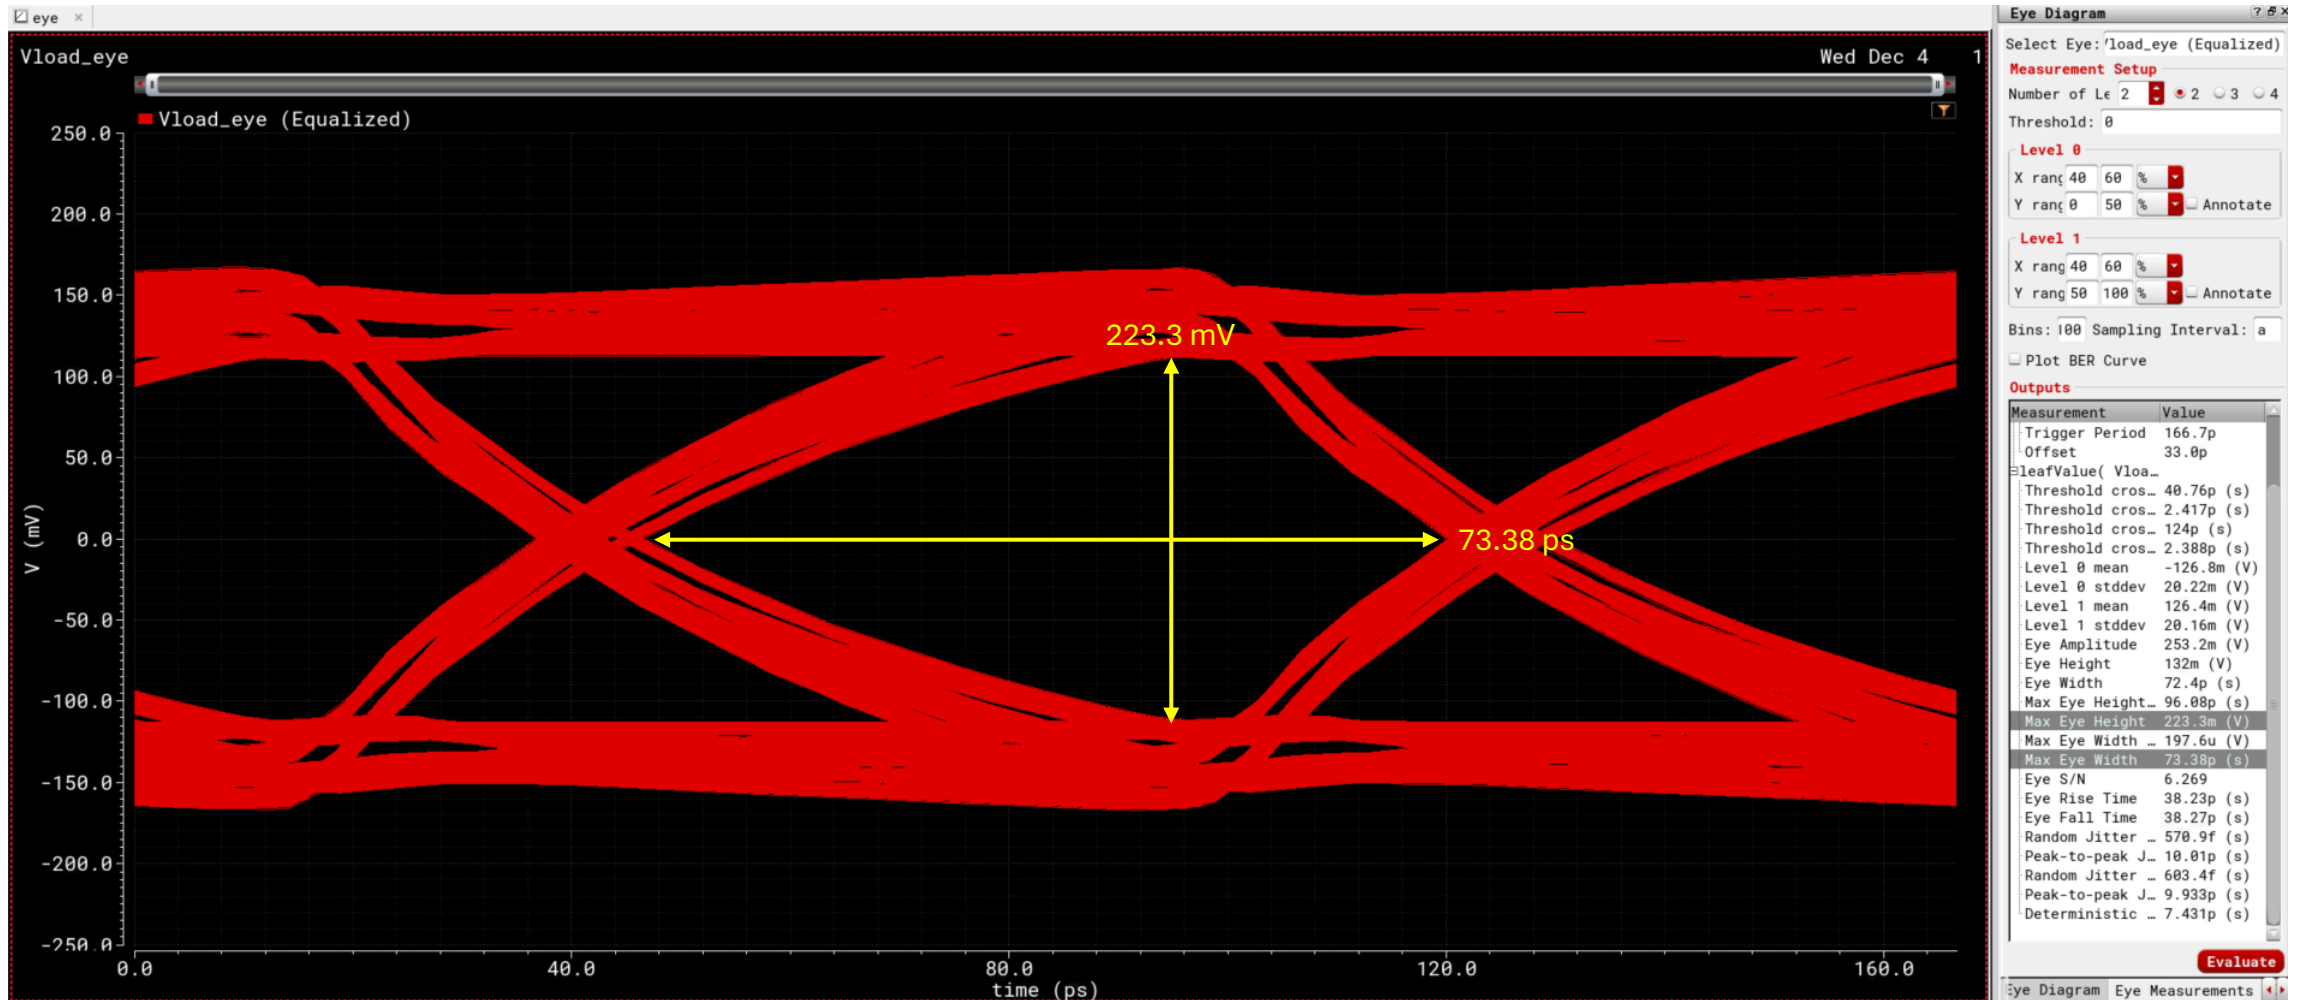 eye ×
Vload_eye
Wed Dec 4 1
Vload_eye (Equalized)
250.0
200.0
150.0
100.0
50.0
0.0
-50.0
-100.0
-150.0
-200.0
-250.0
V (mV)
0.0 40.0 80.0 120.0 160.0
time (ps)
223.3 mV
73.38 ps
Eye Diagram
Select Eye: load_eye (Equalized)
Measurement Setup
Number of Le 2 2 3 4
Threshold: 0
Level 0
X rang 40 60 %
Y rang 0 50 % Annotate
Level 1
X rang 40 60 %
Y rang 50 100 % Annotate
Bins: 100 Sampling Interval: a
Plot BER Curve
Outputs
Measurement Value
Trigger Period 166.7p
Offset 33.0p
leafValue( Vloa…
Threshold cros… 40.76p (s)
Threshold cros… 2.417p (s)
Threshold cros… 124p (s)
Threshold cros… 2.388p (s)
Level 0 mean -126.8m (V)
Level 0 stddev 20.22m (V)
Level 1 mean 126.4m (V)
Level 1 stddev 20.16m (V)
Eye Amplitude 253.2m (V)
Eye Height 132m (V)
Eye Width 72.4p (s)
Max Eye Height… 96.08p (s)
Max Eye Height 223.3m (V)
Max Eye Width … 197.6u (V)
Max Eye Width 73.38p (s)
Eye S/N 6.269
Eye Rise Time 38.23p (s)
Eye Fall Time 38.27p (s)
Random Jitter … 570.9f (s)
Peak-to-peak J… 10.01p (s)
Random Jitter … 603.4f (s)
Peak-to-peak J… 9.933p (s)
Deterministic … 7.431p (s)
Evaluate
Eye Diagram Eye Measurements